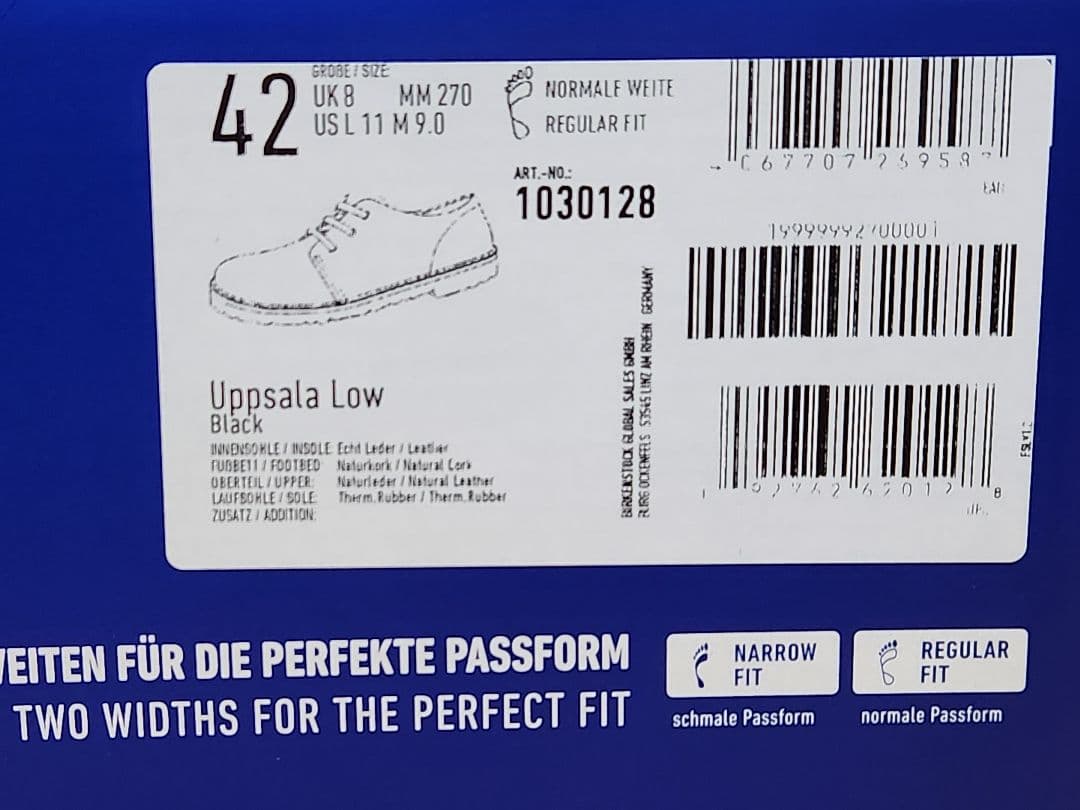 42
GRÖBE / SIZE:
UK 8 MM 270
US L 11 M 9.0
NORMALE WEITE
REGULAR FIT
ART.-NO.:
1030128
EAN
Uppsala Low
Black
INNENSOHLE / INSOLE: Echt Leder / Leather
FUßBETT / FOOTBED: Naturkork / Natural Cork
OBERTEIL / UPPER: Naturleder / Natural Leather
LAUFSOHLE / SOLE: Therm. Rubber / Therm. Rubber
ZUSATZ / ADDITION:
BIRKENSTOCK GLOBAL SALES GMBH
BURG OCKENFELS 53545 LINZ AM RHEIN GERMANY
WEITEN FÜR DIE PERFEKTE PASSFORM
TWO WIDTHS FOR THE PERFECT FIT
NARROW
FIT
schmale Passform
REGULAR
FIT
normale Passform